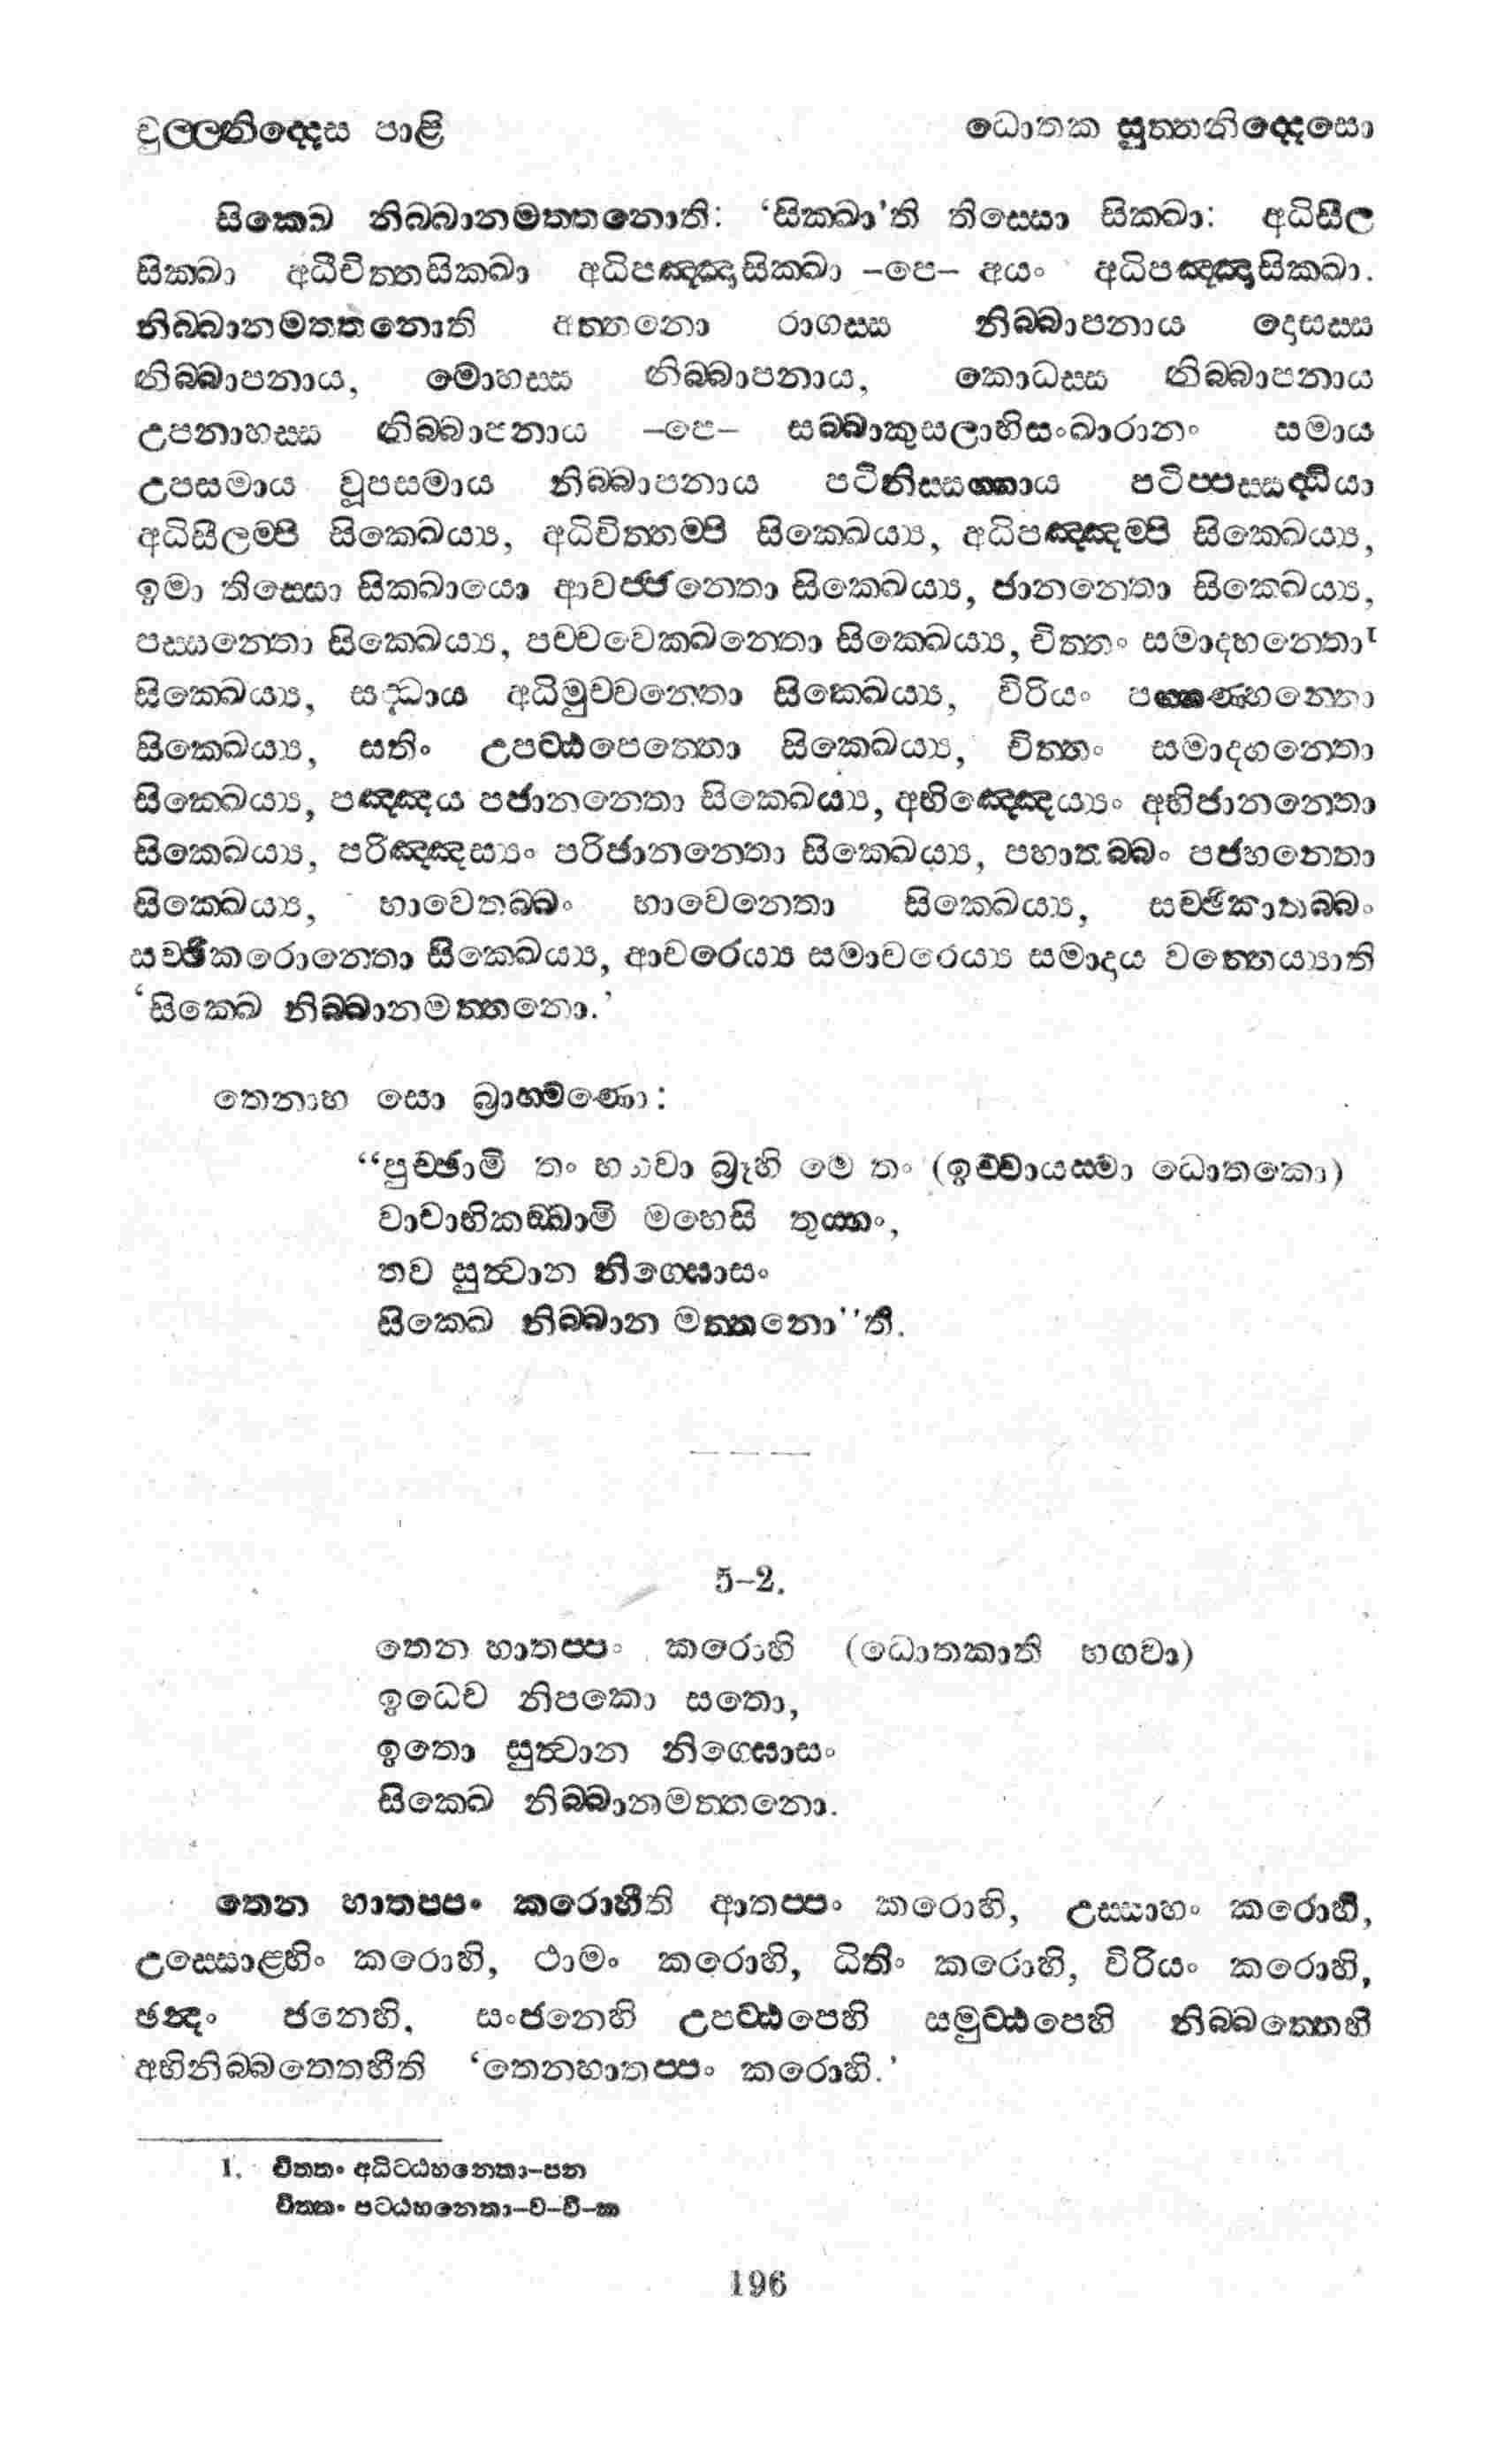 චුල්ලනිද්දෙස පාළි
ධොතක සුත්තනිද්දෙසො
සික්ඛෙ නිබ්බානමත්තනොති: ‘සික්ඛා’ති තිස්සො සික්ඛා: අධිසීල
සික්ඛා අධිචිත්තසික්ඛා අධිපඤ්ඤාසික්ඛා –පෙ– අයං අධිපඤ්ඤාසික්ඛා.
නිබ්බානමත්තනොති අත්තනො රාගස්ස නිබ්බාපනාය දොසස්ස
නිබ්බාපනාය, මොහස්ස නිබ්බාපනාය, කොධස්ස නිබ්බාපනාය
උපනාහස්ස නිබ්බාපනාය –පෙ– සබ්බාකුසලාභිසංඛාරානං සමාය
උපසමාය වූපසමාය නිබ්බාපනාය පටිනිස්සග්ගාය පටිප්පස්සද්ධියා
අධිසීලම්පි සික්ඛෙය්‍ය, අධිචිත්තම්පි සික්ඛෙය්‍ය, අධිපඤ්ඤම්පි සික්ඛෙය්‍ය,
ඉමා තිස්සො සික්ඛායො ආවජ්ජන්තො සික්ඛෙය්‍ය, ජානන්තො සික්ඛෙය්‍ය,
පස්සන්තො සික්ඛෙය්‍ය, පච්චවෙක්ඛන්තො සික්ඛෙය්‍ය, චිත්තං සමාදහන්තො¹
සික්ඛෙය්‍ය, සද්ධාය අධිමුච්චන්තො සික්ඛෙය්‍ය, විරියං පග්ගණ්හන්තො
සික්ඛෙය්‍ය, සතිං උපට්ඨපෙන්තො සික්ඛෙය්‍ය, චිත්තං සමාදහන්තො
සික්ඛෙය්‍ය, පඤ්ඤාය පජානන්තො සික්ඛෙය්‍ය, අභිඤ්ඤෙය්‍යං අභිජානන්තො
සික්ඛෙය්‍ය, පරිඤ්ඤස්‍යං පරිජානන්තො සික්ඛෙය්‍ය, පහාතබ්බං පජහන්තො
සික්ඛෙය්‍ය, භාවෙතබ්බං භාවෙන්තො සික්ඛෙය්‍ය, සච්ඡිකාතබ්බං
සච්ඡිකරොන්තො සික්ඛෙය්‍ය, ආචරෙය්‍ය සමාචරෙය්‍ය සමාදාය වත්තෙය්‍යාති
‘සික්ඛෙ නිබ්බානමත්තනො.’
තෙනාහ සො බ්‍රාහ්මණො:
“පුච්ඡාමි තං භගවා බ්‍රෑහි මෙ තං (ඉච්චායස්මා ධොතකො)
වාචාභිකඞ්ඛාමි මහෙසි තුය්හං,
තව සුත්වාන නිග්ඝොසං
සික්ඛෙ නිබ්බාන මත්තනො”ති.
5–2.
තෙන හාතප්පං කරොහි (ධොතකාති භගවා)
ඉධෙව නිපකො සතො,
ඉතො සුත්වාන නිග්ඝොසං
සික්ඛෙ නිබ්බානමත්තනො.
තෙන හාතප්පං කරොහීති ආතප්පං කරොහි, උස්සාහං කරොහි,
උස්සොළ්හිං කරොහි, ථාමං කරොහි, ධිතිං කරොහි, විරියං කරොහි,
ඡන්දං ජනෙහි, සංජනෙහි උපට්ඨපෙහි සමුට්ඨපෙහි නිබ්බත්තෙහි
අභිනිබ්බත්තෙහීති ‘තෙනහාතප්පං කරොහි.’
1. චිත්තං අධිට්ඨහන්තො–පන
චිත්තං පට්ඨහන්තො–ව–වි–ක
196